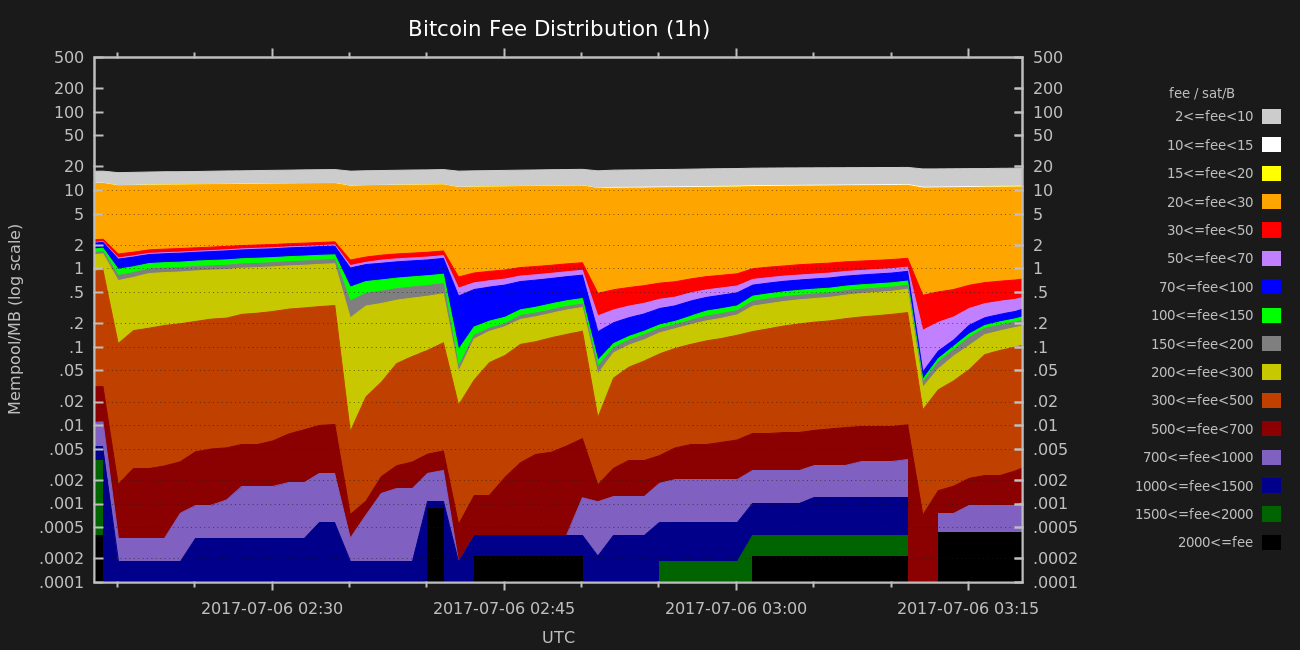 Bitcoin Fee Distribution (1h)
500
200
100
50
20
10
5
2
1
.5
.2
.1
.05
.02
.01
.005
.002
.001
.0005
.0002
.0001
Mempool/MB (log scale)
500
200
100
50
20
10
5
2
1
.5
.2
.1
.05
.02
.01
.005
.002
.001
.0005
.0002
.0001
2017-07-06 02:30
2017-07-06 02:45
2017-07-06 03:00
2017-07-06 03:15
UTC
fee / sat/B
2<=fee<10
10<=fee<15
15<=fee<20
20<=fee<30
30<=fee<50
50<=fee<70
70<=fee<100
100<=fee<150
150<=fee<200
200<=fee<300
300<=fee<500
500<=fee<700
700<=fee<1000
1000<=fee<1500
1500<=fee<2000
2000<=fee